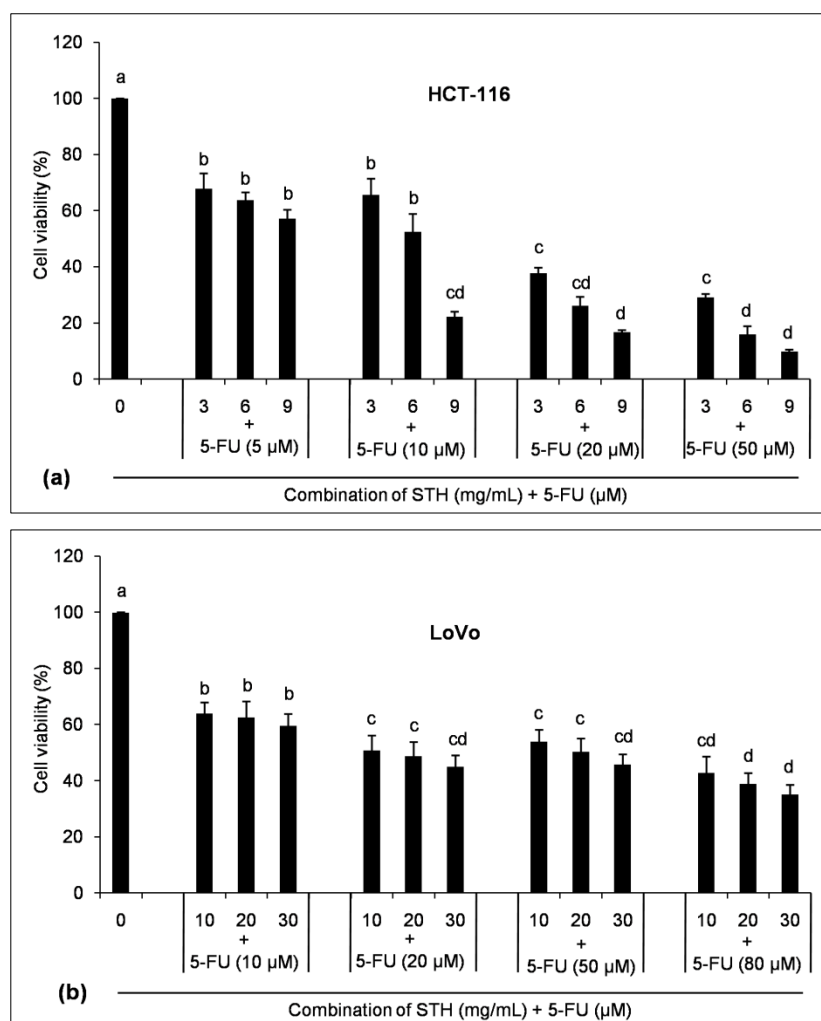 120
a
HCT-116
100
80
b
b
b
b
b
60
Cell viability (%)
c
40
cd
cd
c
d
d
d
20
0
0 3 6 9 3 6 9 3 6 9 3 6 9
+ + + +
5-FU (5 µM) 5-FU (10 µM) 5-FU (20 µM) 5-FU (50 µM)
(a)
Combination of STH (mg/mL) + 5-FU (µM)
120
a
100
LoVo
80
b b b
60
c c cd
c c cd
cd d d
Cell viability (%)
40
20
0
0 10 20 30 10 20 30 10 20 30 10 20 30
+ + + +
5-FU (10 µM) 5-FU (20 µM) 5-FU (50 µM) 5-FU (80 µM)
(b)
Combination of STH (mg/mL) + 5-FU (µM)